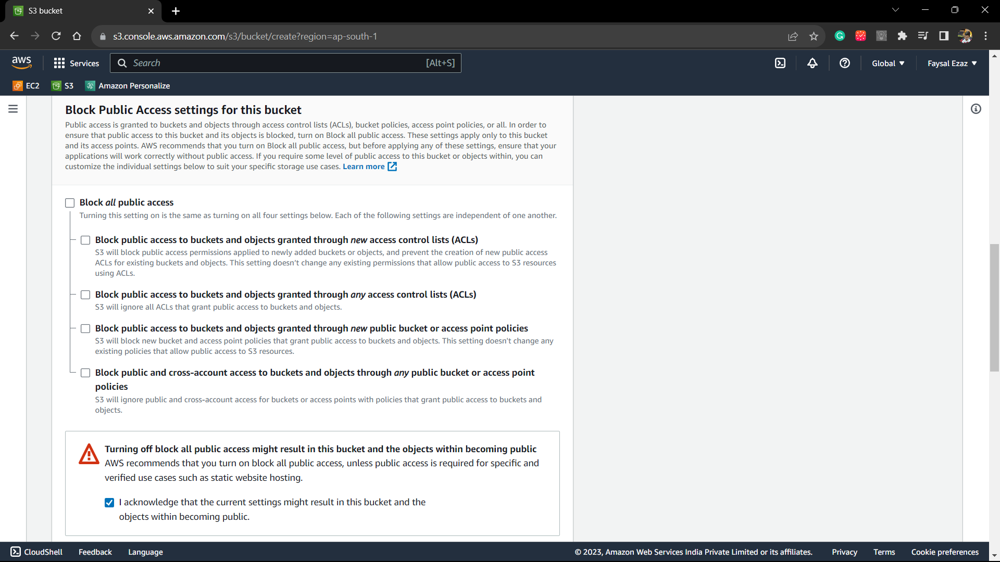 S3 bucket
s3.console.aws.amazon.com/s3/bucket/create?region=ap-south-1
aws
Services
Search
[Alt+S]
Global
Faysal Ezaz
EC2
S3
Amazon Personalize
Block Public Access settings for this bucket
Public access is granted to buckets and objects through access control lists (ACLs), bucket policies, access point policies, or all. In order to
ensure that public access to this bucket and its objects is blocked, turn on Block all public access. These settings apply only to this bucket
and its access points. AWS recommends that you turn on Block all public access, but before applying any of these settings, ensure that your
applications will work correctly without public access. If you require some level of public access to this bucket or objects within, you can
customize the individual settings below to suit your specific storage use cases. Learn more
Block all public access
Turning this setting on is the same as turning on all four settings below. Each of the following settings are independent of one another.
Block public access to buckets and objects granted through new access control lists (ACLs)
S3 will block public access permissions applied to newly added buckets or objects, and prevent the creation of new public access
ACLs for existing buckets and objects. This setting doesn't change any existing permissions that allow public access to S3 resources
using ACLs.
Block public access to buckets and objects granted through any access control lists (ACLs)
S3 will ignore all ACLs that grant public access to buckets and objects.
Block public access to buckets and objects granted through new public bucket or access point policies
S3 will block new bucket and access point policies that grant public access to buckets and objects. This setting doesn't change any
existing policies that allow public access to S3 resources.
Block public and cross-account access to buckets and objects through any public bucket or access point
policies
S3 will ignore public and cross-account access for buckets or access points with policies that grant public access to buckets and
objects.
Turning off block all public access might result in this bucket and the objects within becoming public
AWS recommends that you turn on block all public access, unless public access is required for specific and
verified use cases such as static website hosting.
I acknowledge that the current settings might result in this bucket and the
objects within becoming public.
CloudShell
Feedback
Language
© 2023, Amazon Web Services India Private Limited or its affiliates.
Privacy
Terms
Cookie preferences